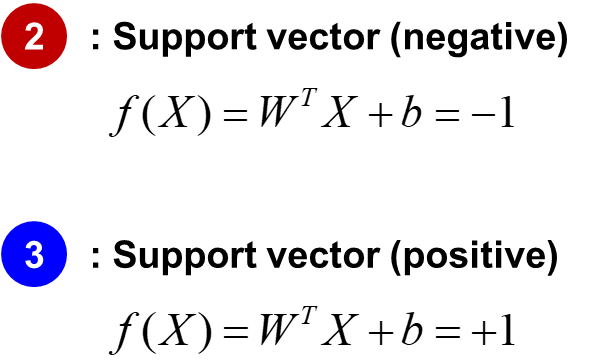 2 : Support vector (negative)
f(X) = W^T X + b = −1
3 : Support vector (positive)
f(X) = W^T X + b = +1